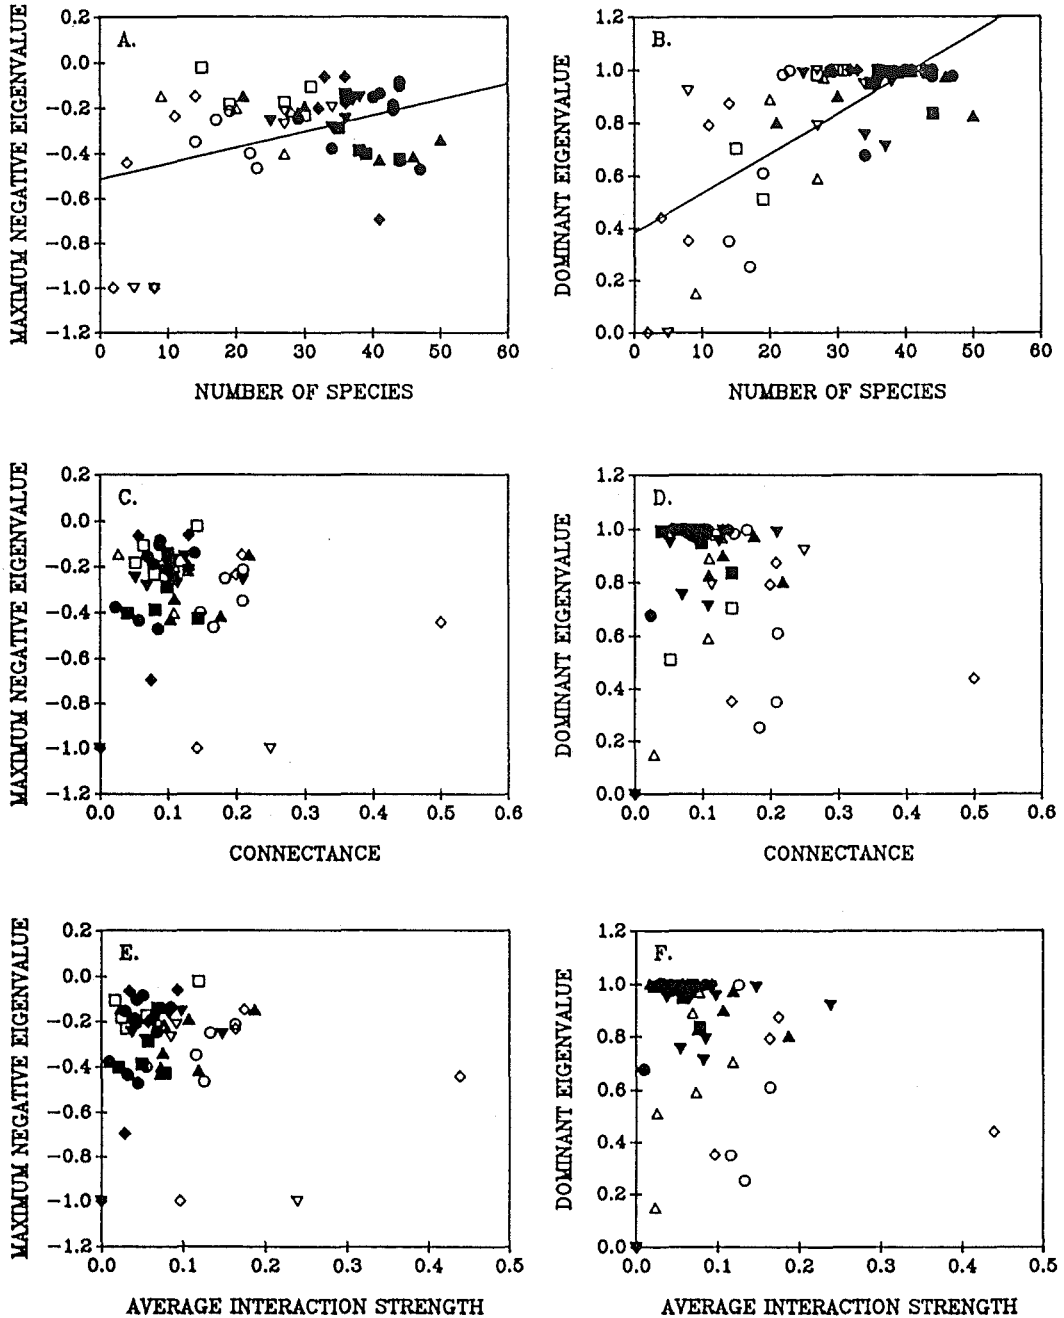 A.
MAXIMUM NEGATIVE EIGENVALUE
0.2
0.0
−0.2
−0.4
−0.6
−0.8
−1.0
−1.2
0 10 20 30 40 50 60
NUMBER OF SPECIES
B.
DOMINANT EIGENVALUE
1.2
1.0
0.8
0.6
0.4
0.2
0.0
0 10 20 30 40 50 60
NUMBER OF SPECIES
C.
MAXIMUM NEGATIVE EIGENVALUE
0.2
0.0
−0.2
−0.4
−0.6
−0.8
−1.0
−1.2
0.0 0.1 0.2 0.3 0.4 0.5 0.6
CONNECTANCE
D.
DOMINANT EIGENVALUE
1.2
1.0
0.8
0.6
0.4
0.2
0.0
0.0 0.1 0.2 0.3 0.4 0.5 0.6
CONNECTANCE
E.
MAXIMUM NEGATIVE EIGENVALUE
0.2
0.0
−0.2
−0.4
−0.6
−0.8
−1.0
−1.2
0.0 0.1 0.2 0.3 0.4 0.5
AVERAGE INTERACTION STRENGTH
F.
DOMINANT EIGENVALUE
1.2
1.0
0.8
0.6
0.4
0.2
0.0
0.0 0.1 0.2 0.3 0.4 0.5
AVERAGE INTERACTION STRENGTH